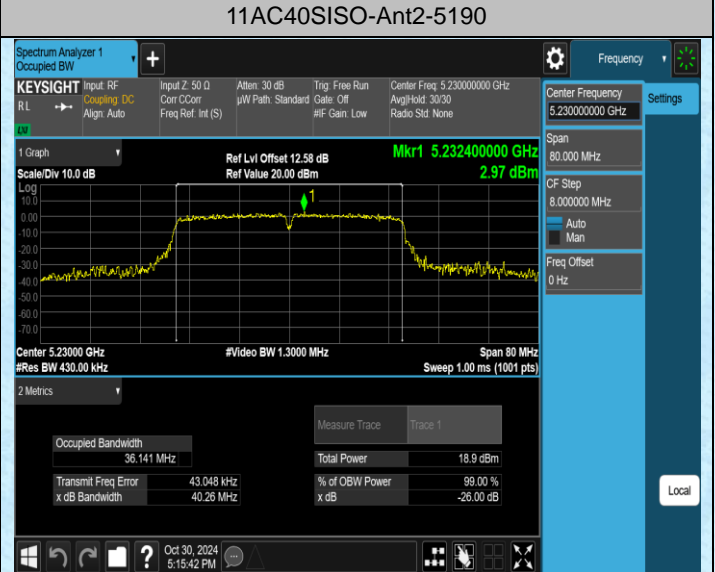 11AC40SISO-Ant2-5190
Spectrum Analyzer 1
Occupied BW
+
Frequency
KEYSIGHT
RL
LXI
Input: RF
Coupling: DC
Align: Auto
Input Z: 50 Ω
Corr CCorr
Freq Ref: Int (S)
Atten: 30 dB
µW Path: Standard
Trig: Free Run
Gate: Off
#IF Gain: Low
Center Freq: 5.230000000 GHz
Avg|Hold: 30/30
Radio Std: None
Center Frequency
5.230000000 GHz
Settings
Span
80.000 MHz
CF Step
8.000000 MHz
Auto
Man
Freq Offset
0 Hz
1 Graph
Scale/Div 10.0 dB
Ref Lvl Offset 12.58 dB
Ref Value 20.00 dBm
Mkr1 5.232400000 GHz
2.97 dBm
Log
10.0
0.00
-10.0
-20.0
-30.0
-40.0
-50.0
-60.0
-70.0
1
Center 5.23000 GHz
#Res BW 430.00 kHz
#Video BW 1.3000 MHz
Span 80 MHz
Sweep 1.00 ms (1001 pts)
2 Metrics
Measure Trace Trace 1
Occupied Bandwidth
36.141 MHz
Total Power 18.9 dBm
Transmit Freq Error 43.048 kHz
% of OBW Power 99.00 %
x dB Bandwidth 40.26 MHz
x dB -26.00 dB
Local
?
Oct 30, 2024
5:15:42 PM